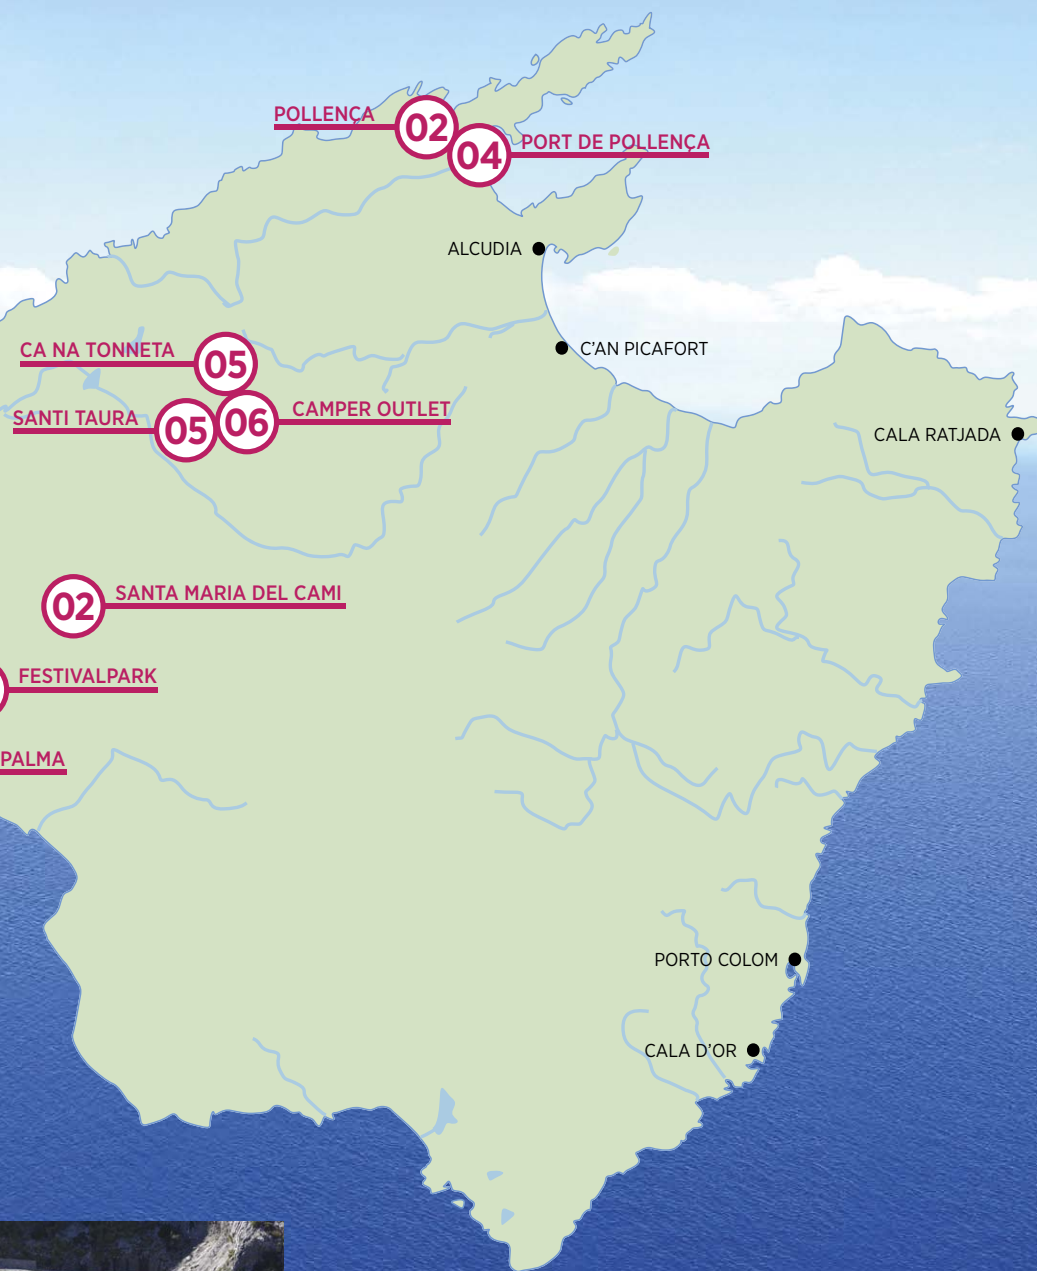 POLLENÇA
02
04
PORT DE POLLENÇA
ALCUDIA
C'AN PICAFORT
CA NA TONNETA
05
SANTI TAURA
05
06
CAMPER OUTLET
CALA RATJADA
02
SANTA MARIA DEL CAMI
FESTIVALPARK
PALMA
PORTO COLOM
CALA D'OR